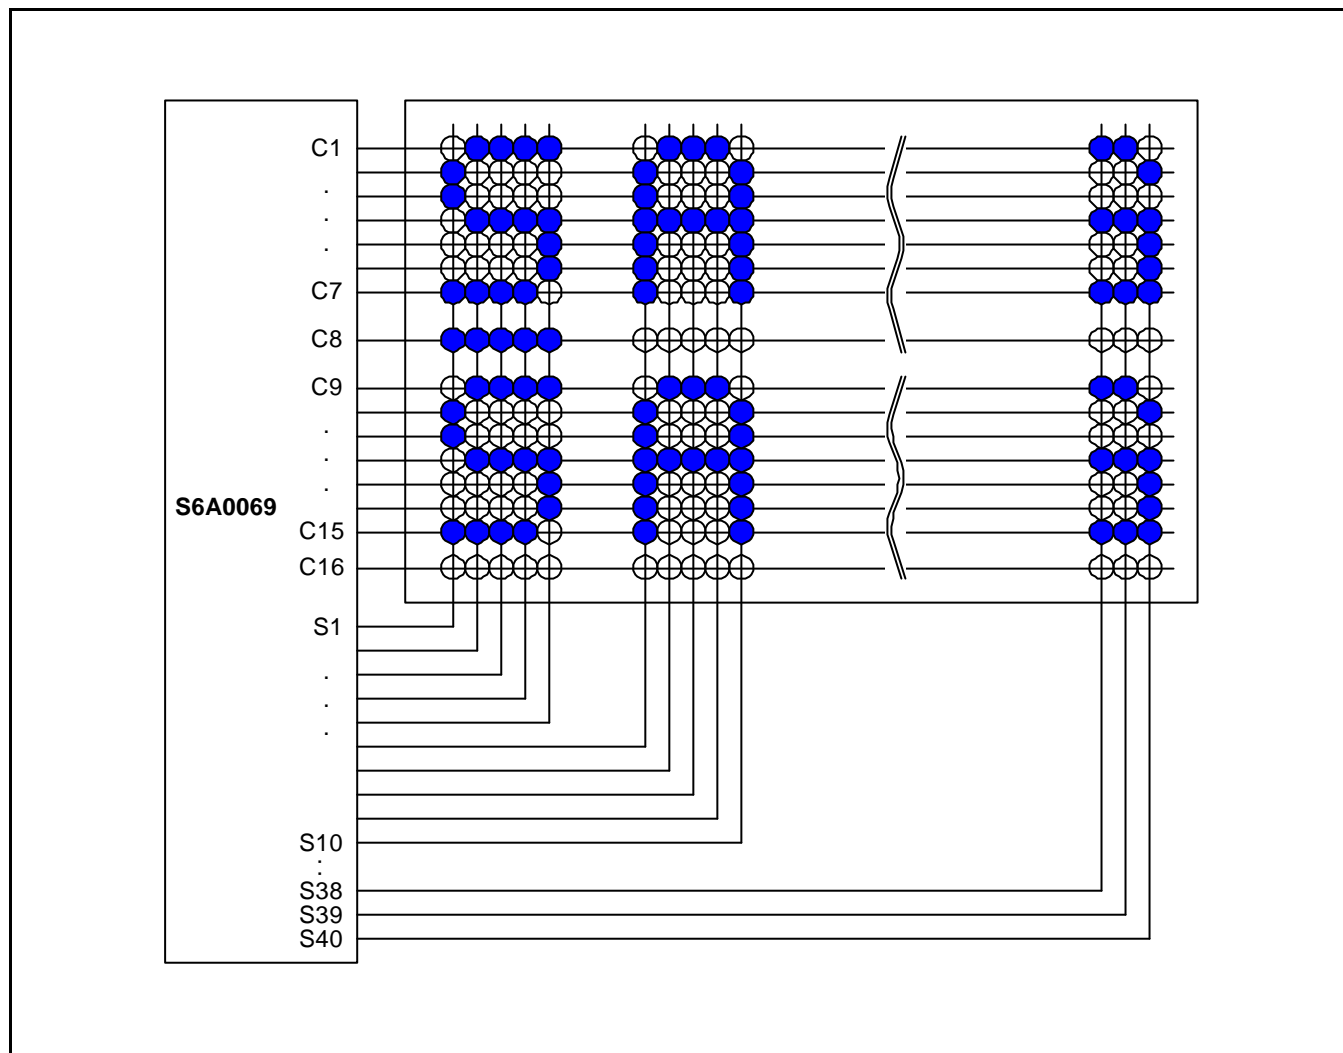 C1
.
.
.
C7
C8
C9
.
.
.
S6A0069
C15
C16
S1
.
.
.
S10
:
S38
S39
S40